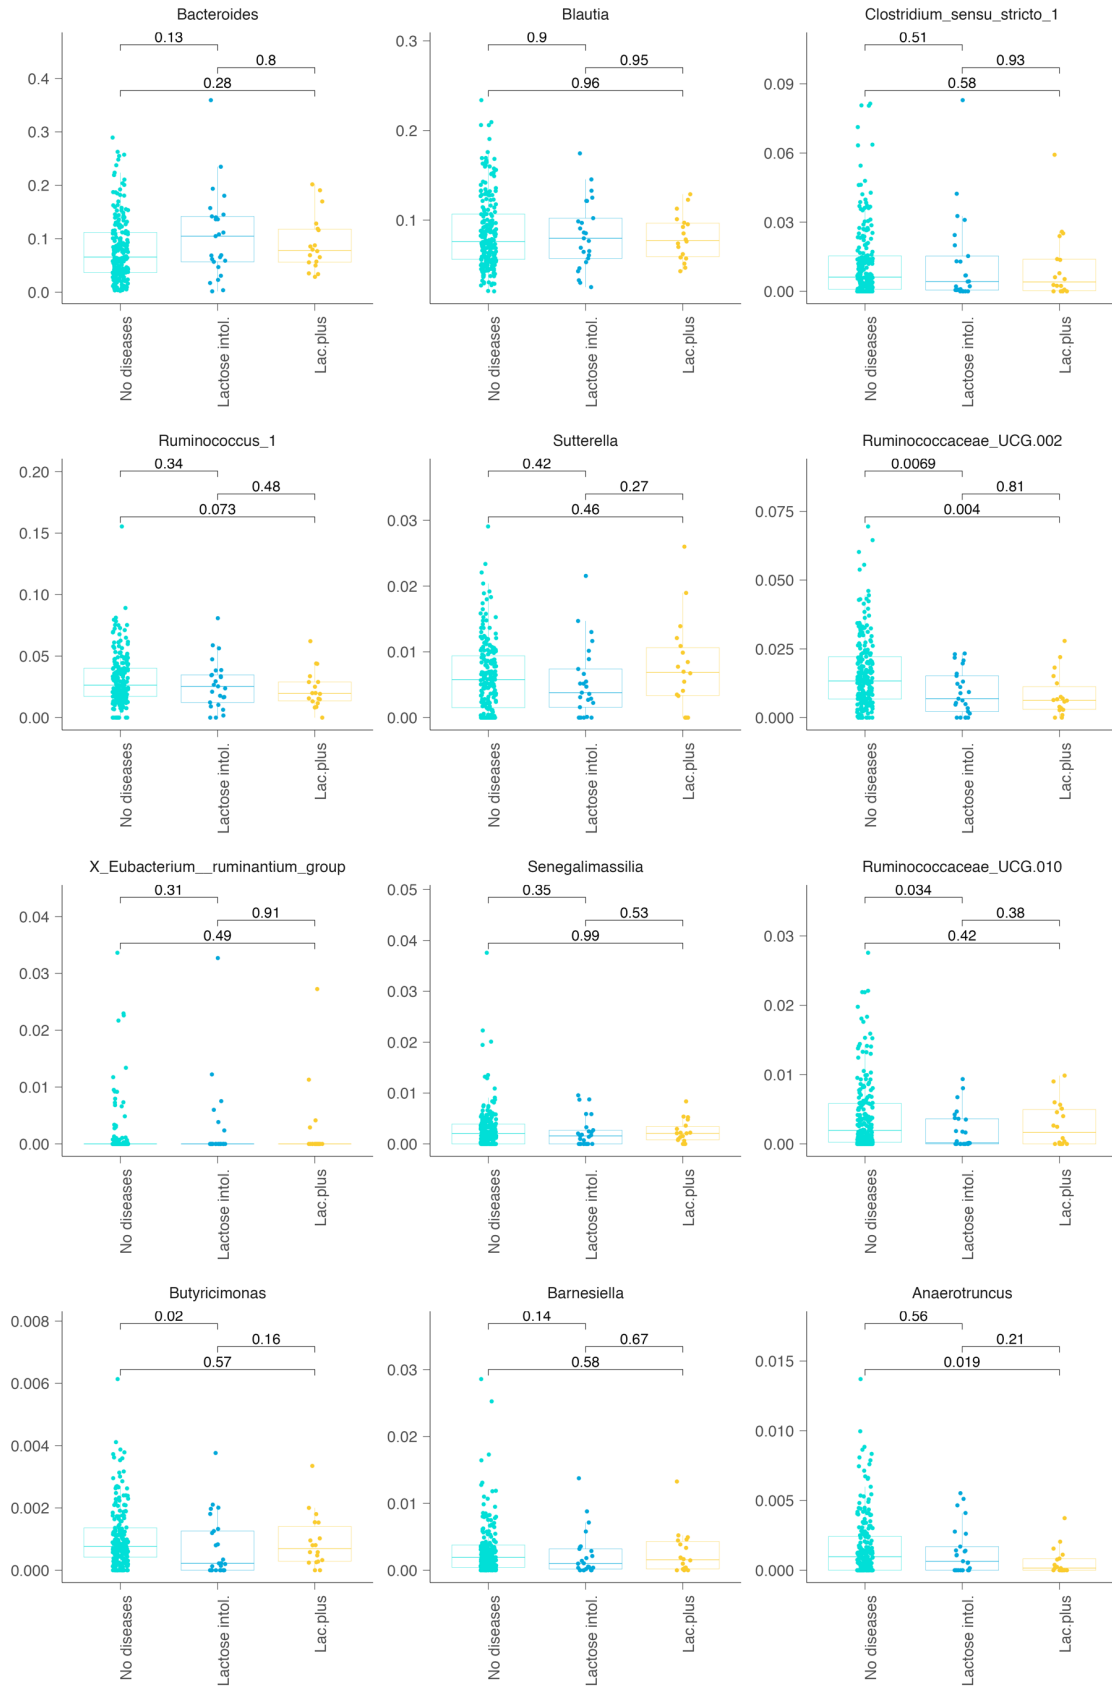 Bacteroides
0.13
0.8
0.28
0.4
0.3
0.2
0.1
0.0
No diseases
Lactose intol.
Lac.plus
Blautia
0.9
0.95
0.96
0.3
0.2
0.1
No diseases
Lactose intol.
Lac.plus
Clostridium_sensu_stricto_1
0.51
0.93
0.58
0.09
0.06
0.03
0.00
No diseases
Lactose intol.
Lac.plus
Ruminococcus_1
0.34
0.48
0.073
0.20
0.15
0.10
0.05
0.00
No diseases
Lactose intol.
Lac.plus
Sutterella
0.42
0.27
0.46
0.03
0.02
0.01
0.00
No diseases
Lactose intol.
Lac.plus
Ruminococcaceae_UCG.002
0.0069
0.81
0.004
0.075
0.050
0.025
0.000
No diseases
Lactose intol.
Lac.plus
X_Eubacterium__ruminantium_group
0.31
0.91
0.49
0.04
0.03
0.02
0.01
0.00
No diseases
Lactose intol.
Lac.plus
Senegalimassilia
0.35
0.53
0.99
0.05
0.04
0.03
0.02
0.01
0.00
No diseases
Lactose intol.
Lac.plus
Ruminococcaceae_UCG.010
0.034
0.38
0.42
0.03
0.02
0.01
0.00
No diseases
Lactose intol.
Lac.plus
Butyricimonas
0.02
0.16
0.57
0.008
0.006
0.004
0.002
0.000
No diseases
Lactose intol.
Lac.plus
Barnesiella
0.14
0.67
0.58
0.03
0.02
0.01
0.00
No diseases
Lactose intol.
Lac.plus
Anaerotruncus
0.56
0.21
0.019
0.015
0.010
0.005
0.000
No diseases
Lactose intol.
Lac.plus